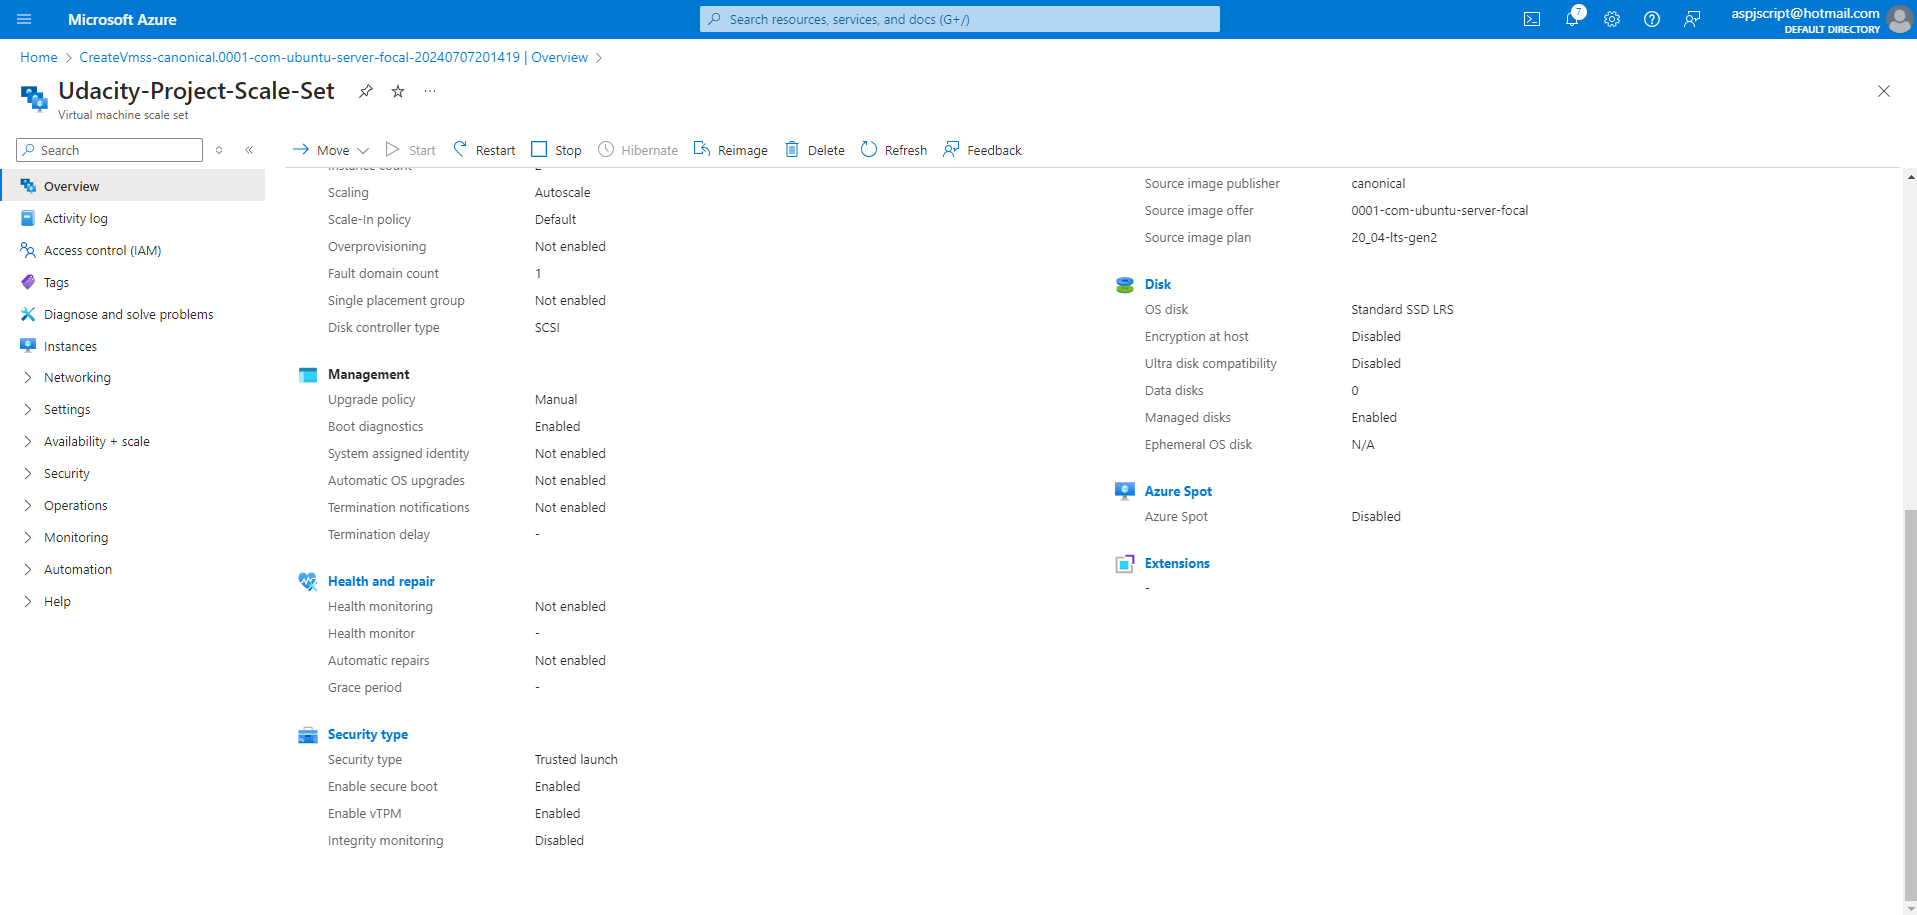 Microsoft Azure
Search resources, services, and docs (G+/)
7
aspjscript@hotmail.com
DEFAULT DIRECTORY
Home > CreateVmss-canonical.0001-com-ubuntu-server-focal-20240707201419 | Overview >
Udacity-Project-Scale-Set
Virtual machine scale set
Search
Move
Start
Restart
Stop
Hibernate
Reimage
Delete
Refresh
Feedback
Overview
Activity log
Access control (IAM)
Tags
Diagnose and solve problems
Instances
Networking
Settings
Availability + scale
Security
Operations
Monitoring
Automation
Help
Instance count 2
Scaling Autoscale
Scale-In policy Default
Overprovisioning Not enabled
Fault domain count 1
Single placement group Not enabled
Disk controller type SCSI
Management
Upgrade policy Manual
Boot diagnostics Enabled
System assigned identity Not enabled
Automatic OS upgrades Not enabled
Termination notifications Not enabled
Termination delay -
Health and repair
Health monitoring Not enabled
Health monitor -
Automatic repairs Not enabled
Grace period -
Security type
Security type Trusted launch
Enable secure boot Enabled
Enable vTPM Enabled
Integrity monitoring Disabled
Source image publisher canonical
Source image offer 0001-com-ubuntu-server-focal
Source image plan 20_04-lts-gen2
Disk
OS disk Standard SSD LRS
Encryption at host Disabled
Ultra disk compatibility Disabled
Data disks 0
Managed disks Enabled
Ephemeral OS disk N/A
Azure Spot
Azure Spot Disabled
Extensions
-